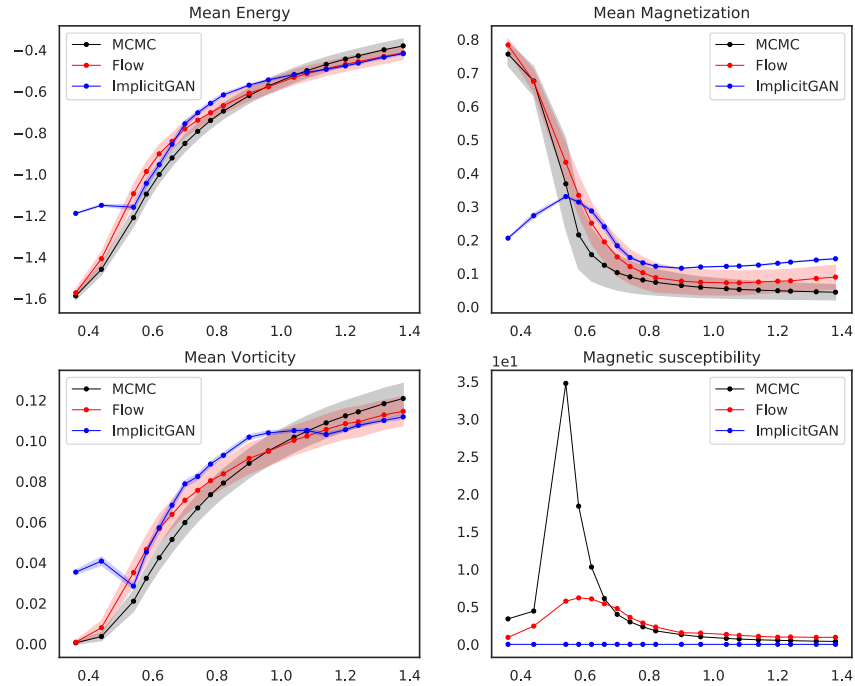 Mean Energy
MCMC
Flow
ImplicitGAN
−0.4
−0.6
−0.8
−1.0
−1.2
−1.4
−1.6
0.4 0.6 0.8 1.0 1.2 1.4
Mean Magnetization
MCMC
Flow
ImplicitGAN
0.8
0.7
0.6
0.5
0.4
0.3
0.2
0.1
0.0
0.4 0.6 0.8 1.0 1.2 1.4
Mean Vorticity
MCMC
Flow
ImplicitGAN
0.12
0.10
0.08
0.06
0.04
0.02
0.00
0.4 0.6 0.8 1.0 1.2 1.4
Magnetic susceptibility
1e1
MCMC
Flow
ImplicitGAN
3.5
3.0
2.5
2.0
1.5
1.0
0.5
0.0
0.4 0.6 0.8 1.0 1.2 1.4